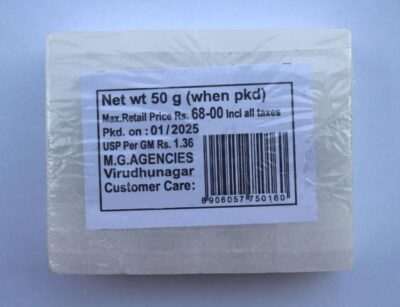 Net wt 50 g (when pkd)
Max.Retail Price Rs. 68-00 Incl all taxes
Pkd. on : 01/2025
USP Per GM Rs. 1.36
M.G.AGENCIES
Virudhunagar
Customer Care:
8906057750160